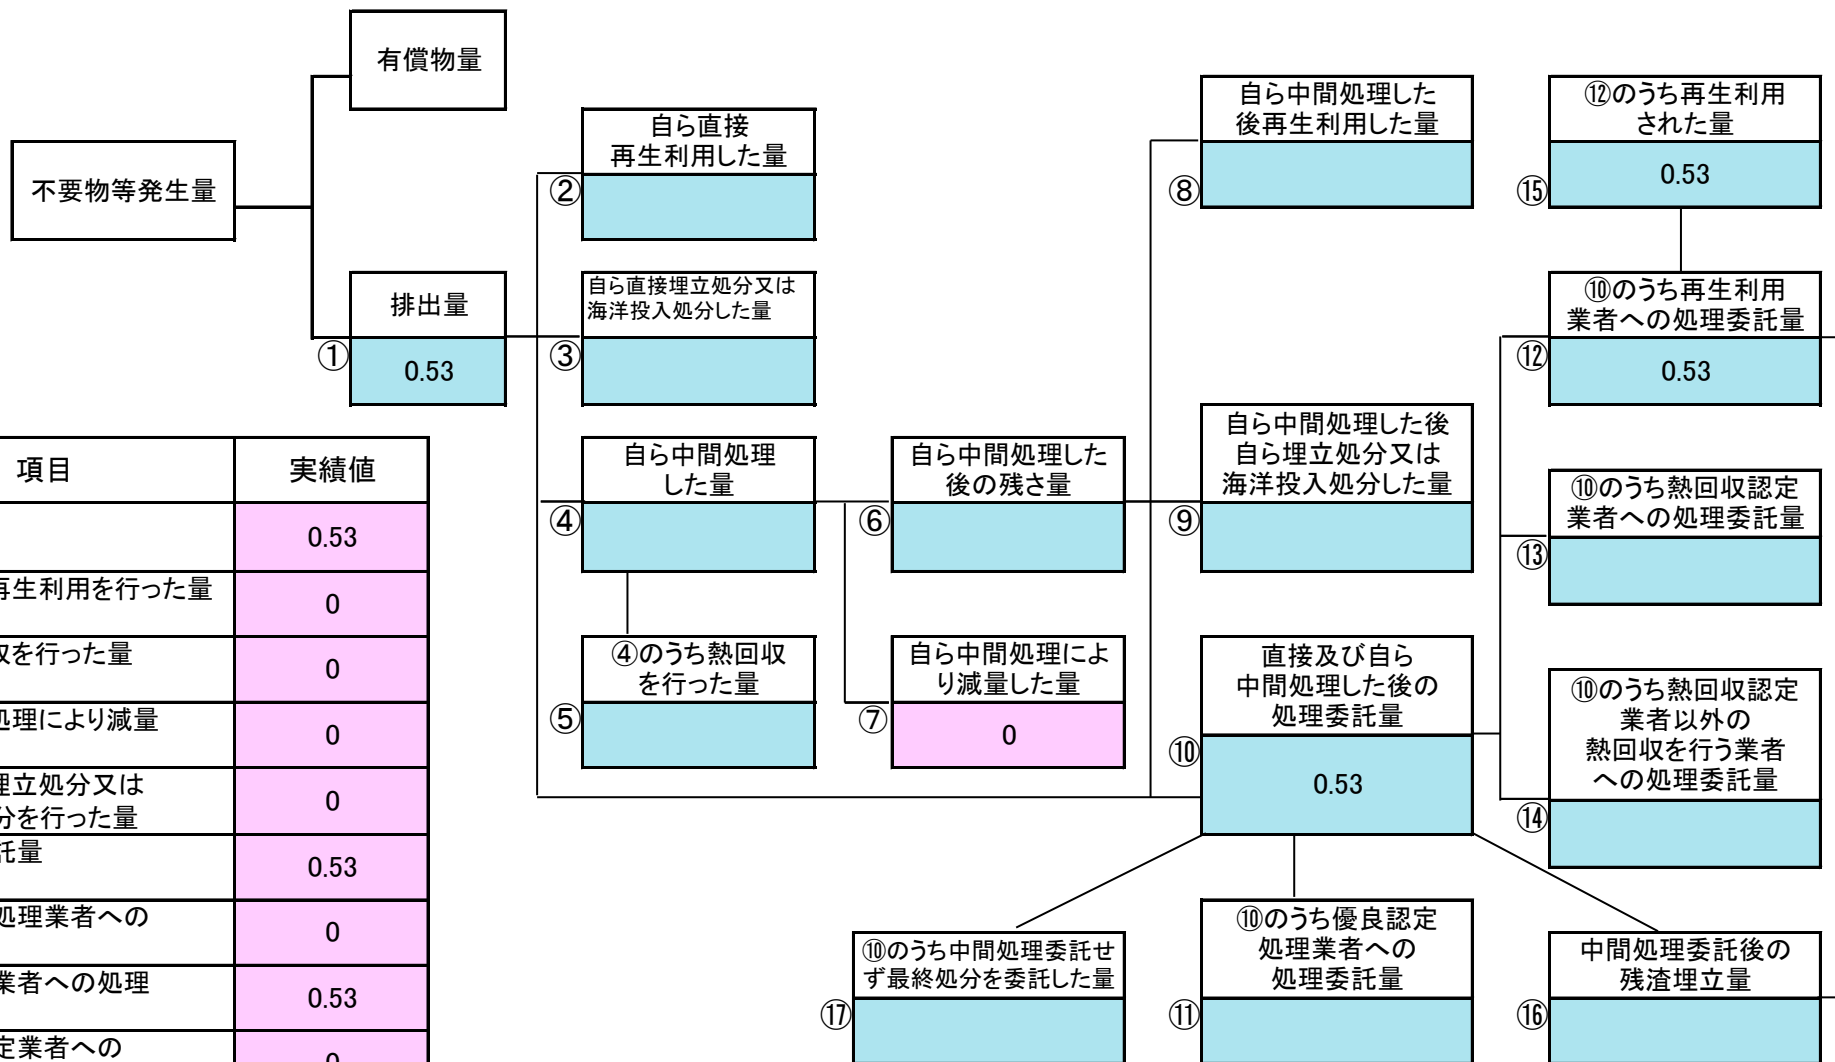 有償物量
不要物等発生量
排出量
①
0.53
自ら直接
再生利用した量
②
自ら直接埋立処分又は
海洋投入処分した量
③
自ら中間処理
した量
④
④のうち熱回収
を行った量
⑤
自ら中間処理した
後の残さ量
⑥
自ら中間処理によ
り減量した量
⑦
0
自ら中間処理した
後再生利用した量
⑧
自ら中間処理した後
自ら埋立処分又は
海洋投入処分した量
⑨
直接及び自ら
中間処理した後の
処理委託量
⑩
0.53
⑫のうち再生利用
された量
⑮
0.53
⑩のうち再生利用
業者への処理委託量
⑫
0.53
⑩のうち熱回収認定
業者への処理委託量
⑬
⑩のうち熱回収認定
業者以外の
熱回収を行う業者
への処理委託量
⑭
⑩のうち中間処理委託せ
ず最終処分を委託した量
⑰
⑩のうち優良認定
処理業者への
処理委託量
⑪
中間処理委託後の
残渣埋立量
⑯
項目
実績値
0.53
再生利用を行った量
0
を行った量
0
処理により減量
0
埋立処分又は
分を行った量
0
託量
0.53
処理業者への
0
業者への処理
0.53
定業者への